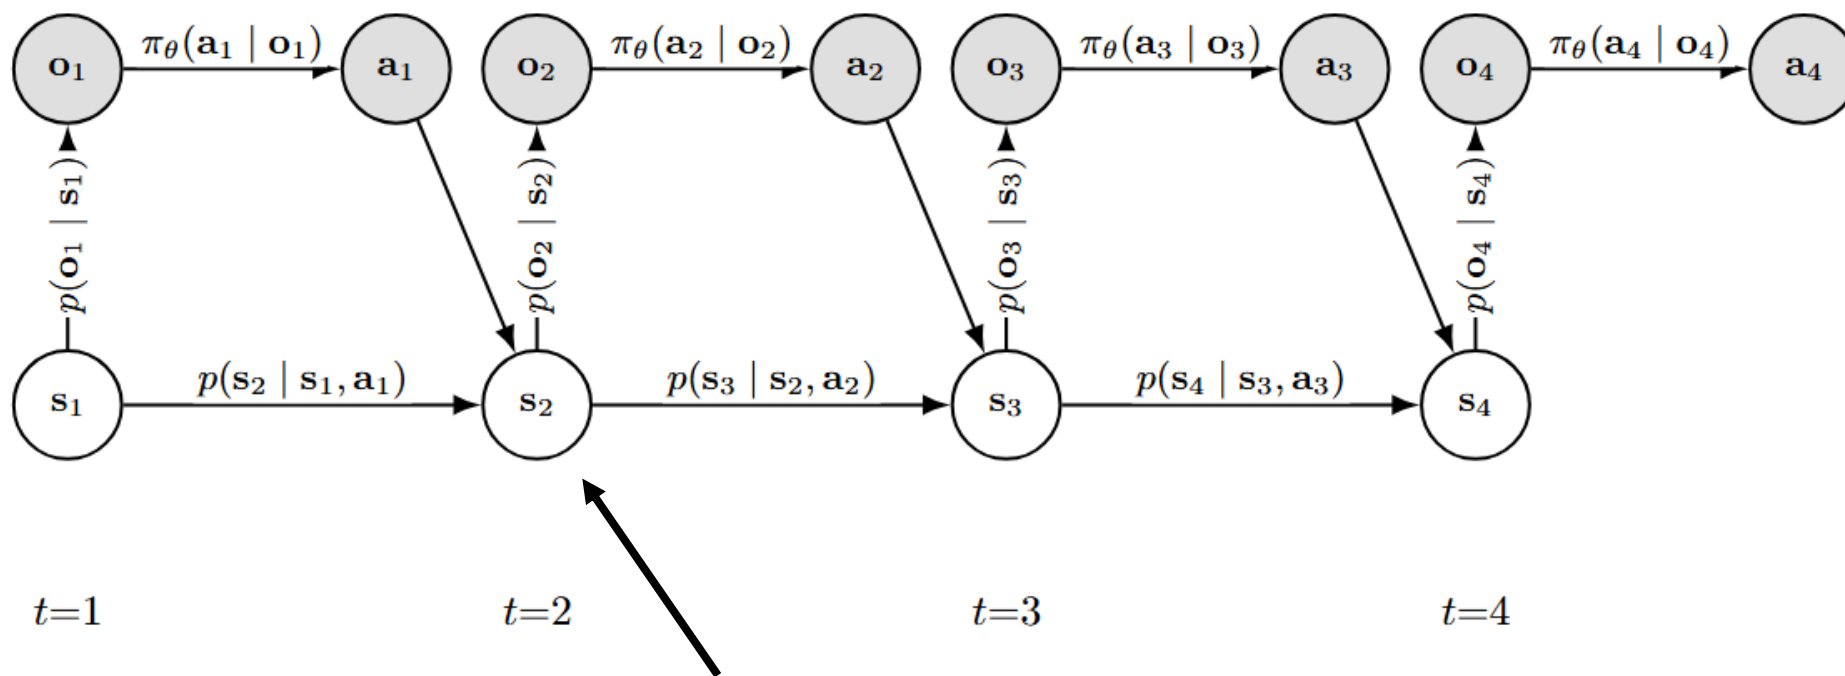 o₁ πθ(a₁ | o₁) a₁ o₂ πθ(a₂ | o₂) a₂ o₃ πθ(a₃ | o₃) a₃ o₄ πθ(a₄ | o₄) a₄
p(o₁ | s₁) p(o₂ | s₂) p(o₃ | s₃) p(o₄ | s₄)
s₁ p(s₂ | s₁, a₁) s₂ p(s₃ | s₂, a₂) s₃ p(s₄ | s₃, a₃) s₄
t=1 t=2 t=3 t=4